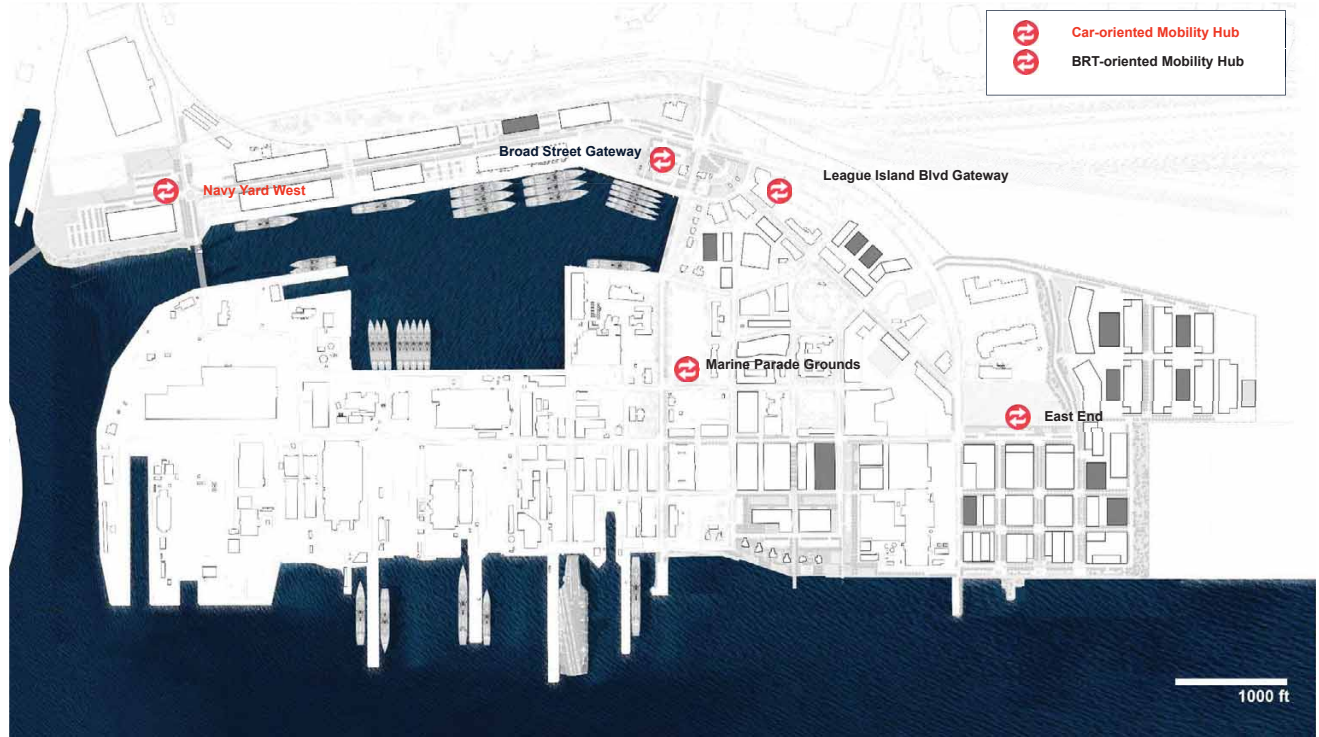 Car-oriented Mobility Hub
BRT-oriented Mobility Hub
Broad Street Gateway
League Island Blvd Gateway
Navy Yard West
Marine Parade Grounds
East End
1000 ft